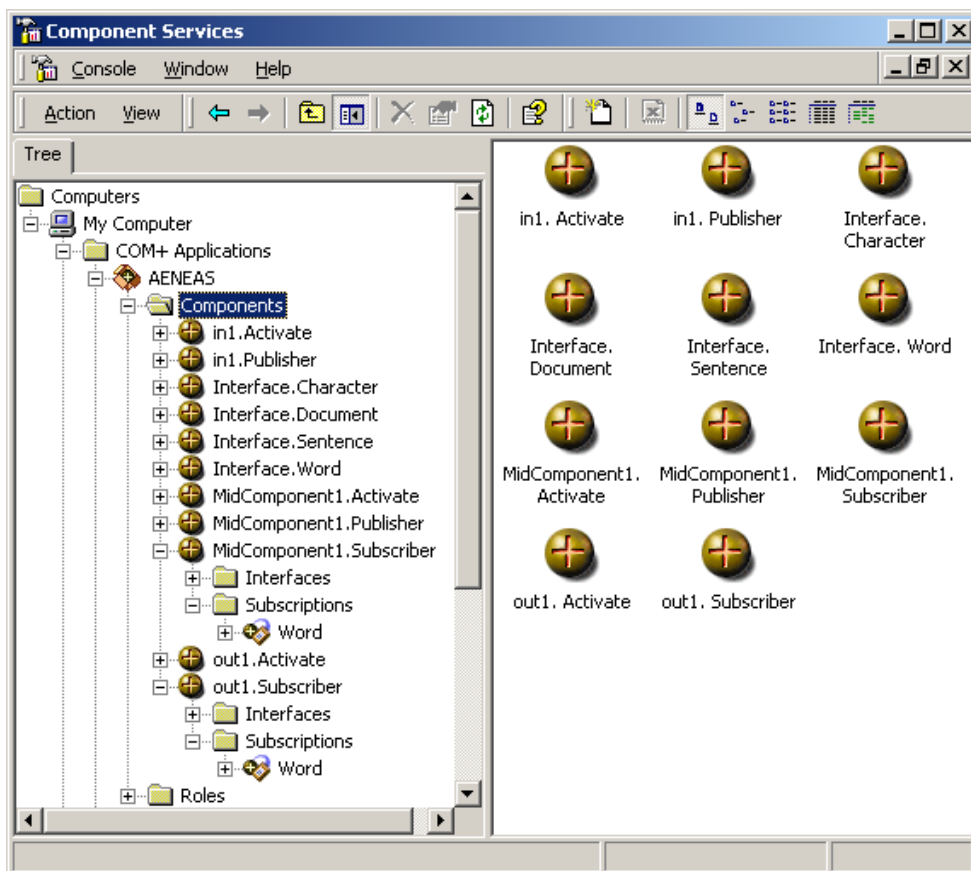 Component Services
Console Window Help
Action View
Tree
Computers
My Computer
COM+ Applications
AENEAS
Components
in1.Activate
in1.Publisher
Interface.Character
Interface.Document
Interface.Sentence
Interface.Word
MidComponent1.Activate
MidComponent1.Publisher
MidComponent1.Subscriber
Interfaces
Subscriptions
Word
out1.Activate
out1.Subscriber
Interfaces
Subscriptions
Word
Roles
in1. Activate
in1. Publisher
Interface.
Character
Interface.
Document
Interface.
Sentence
Interface. Word
MidComponent1.
Activate
MidComponent1.
Publisher
MidComponent1.
Subscriber
out1. Activate
out1. Subscriber